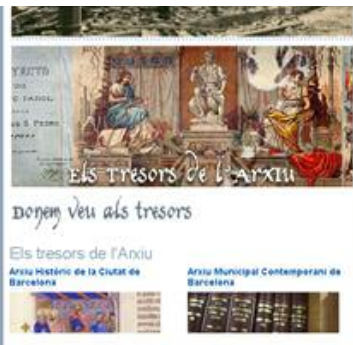 Els Tresors de l'Arxiu
Donem veu als tresors
Els tresors de l'Arxiu
Arxiu Històric de la Ciutat de
Barcelona
Arxiu Municipal Contemporani de
Barcelona